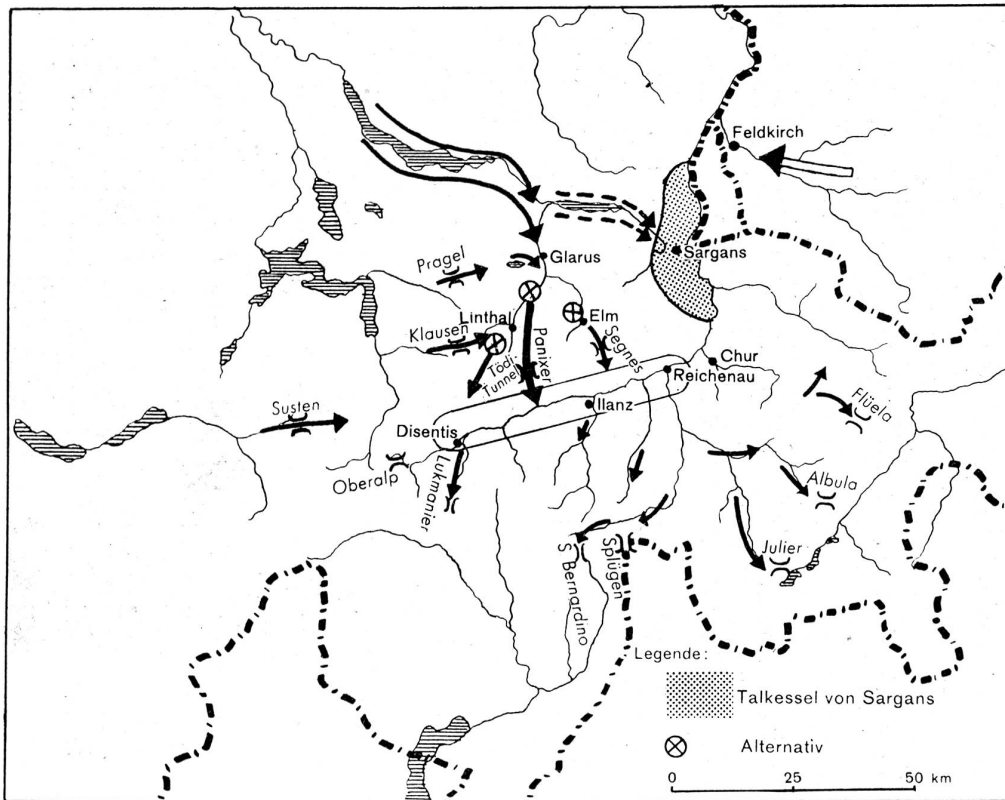 Feldkirch
Sargans
Glarus
Pragel
Linthal
Elm
Klausen
Panixer
Segnes
Tödi-
Tunnel
Chur
Reichenau
Ilanz
Flüela
Susten
Disentis
Oberalp
Lukmanier
Albula
Julier
Splügen
S. Bernardino
Legende:
Talkessel von Sargans
Alternativ
0 25 50 km